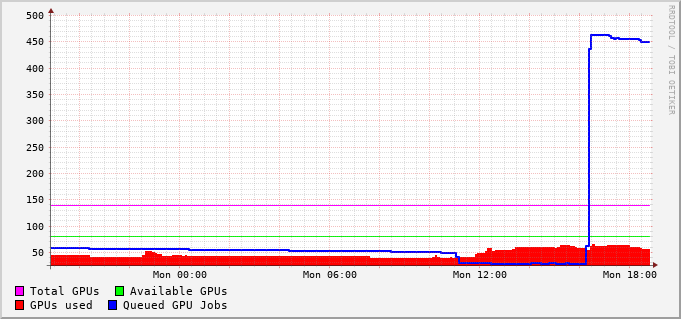 500
450
400
350
300
250
200
150
100
50
Mon 00:00 Mon 06:00 Mon 12:00 Mon 18:00
Total GPUs Available GPUs
GPUs used Queued GPU Jobs
RRDTOOL / TOBI OETIKER